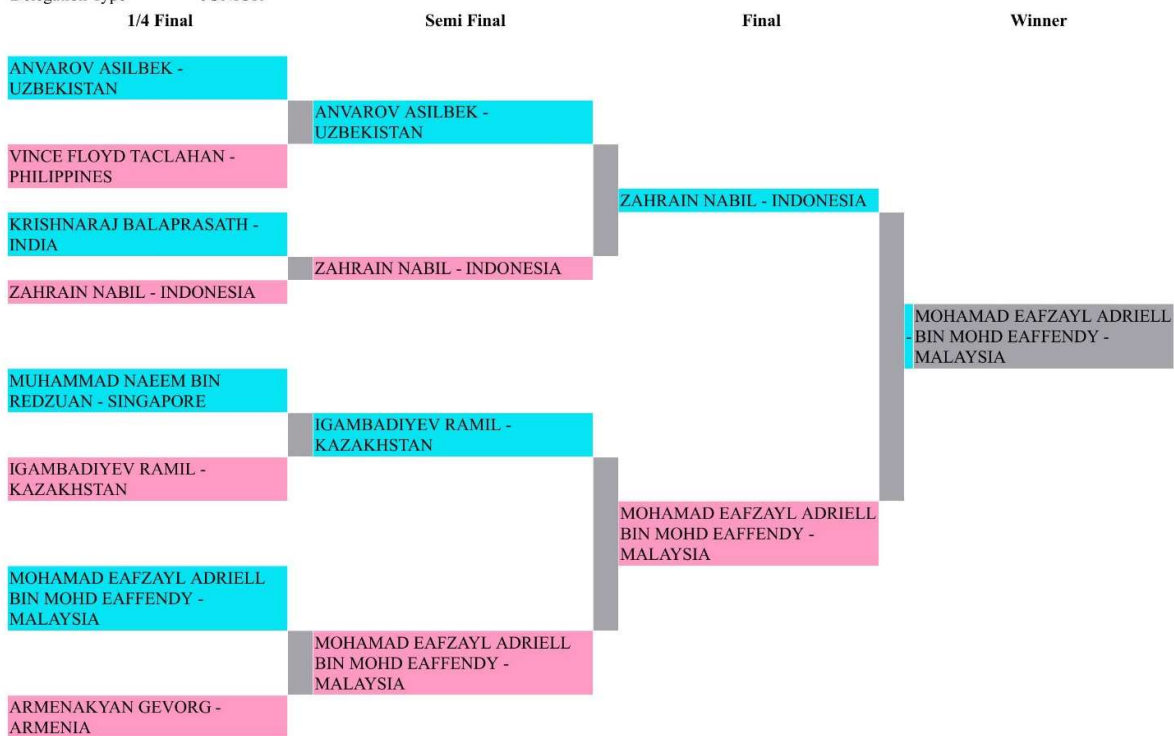 1/4 Final
Semi Final
Final
Winner
ANVAROV ASILBEK -
UZBEKISTAN
VINCE FLOYD TACLAHAN -
PHILIPPINES
KRISHNARAJ BALAPRASATH -
INDIA
ZAHRAIN NABIL - INDONESIA
MUHAMMAD NAEEM BIN
REDZUAN - SINGAPORE
IGAMBADIYEV RAMIL -
KAZAKHSTAN
MOHAMAD EAFZAYL ADRIELL
BIN MOHD EAFFENDY -
MALAYSIA
ARMENAKYAN GEVORG -
ARMENIA
ANVAROV ASILBEK -
UZBEKISTAN
ZAHRAIN NABIL - INDONESIA
IGAMBADIYEV RAMIL -
KAZAKHSTAN
MOHAMAD EAFZAYL ADRIELL
BIN MOHD EAFFENDY -
MALAYSIA
ZAHRAIN NABIL - INDONESIA
MOHAMAD EAFZAYL ADRIELL
BIN MOHD EAFFENDY -
MALAYSIA
-
MOHAMAD EAFZAYL ADRIELL
BIN MOHD EAFFENDY -
MALAYSIA